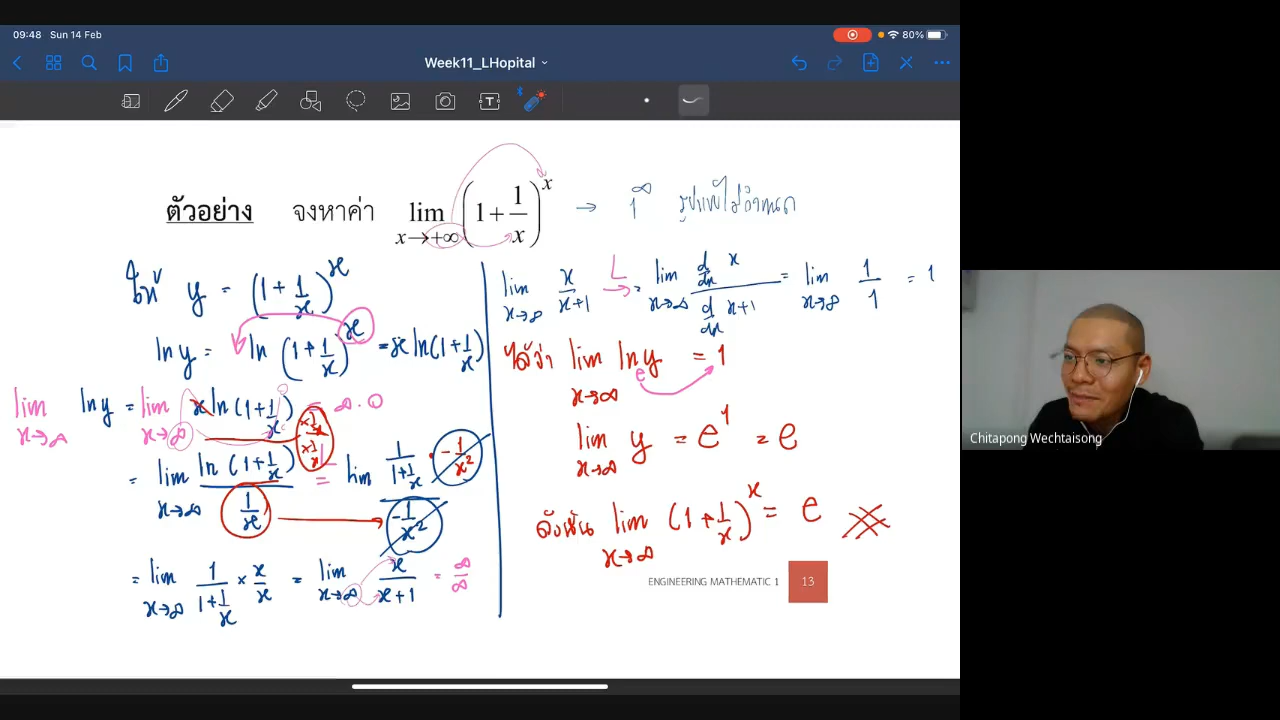 09:48 Sun 14 Feb
80%
Week11_LHopital
ตัวอย่าง จงหาค่า lim x→+∞ (1 + 1/x)^x → 1^∞ รูปแบบไม่กำหนด
ให้ y = (1 + 1/x)^x
ln y = ln (1 + 1/x)^x = x ln(1 + 1/x)
lim x→∞ ln y = lim x→∞ x ln(1 + 1/x) = ∞ · 0
×1/x
×1/x
= lim x→∞ ln(1 + 1/x) / (1/x) = lim 1/(1 + 1/x) · -1/x² / (-1/x²)
L
= lim x→∞ 1/(1 + 1/x) × x/x = lim x→∞ x/(x+1) = ∞/∞
lim x→∞ x/(x+1) L→ = lim x→∞ d/dx x / d/dx x+1 = lim x→∞ 1/1 = 1
ได้ว่า lim x→∞ ln y = 1
e
lim x→∞ y = e^1 = e
ดังนั้น lim x→∞ (1 + 1/x)^x = e
ENGINEERING MATHEMATIC 1 13
Chitapong Wechtaisong